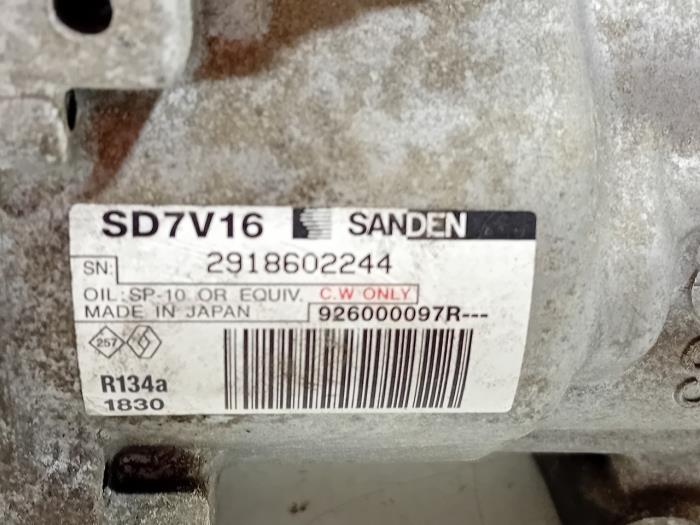 SD7V16 SANDEN
SN: 2918602244
OIL:SP-10 OR EQUIV. C.W ONLY
MADE IN JAPAN 926000097R---
257
R134a
1830